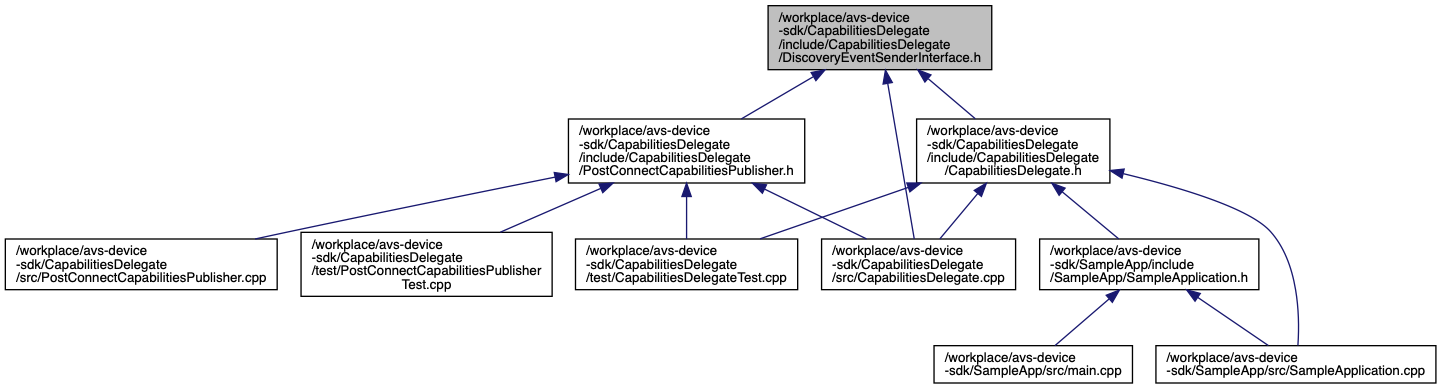 /workplace/avs-device
-sdk/CapabilitiesDelegate
/include/CapabilitiesDelegate
/DiscoveryEventSenderInterface.h
/workplace/avs-device
-sdk/CapabilitiesDelegate
/include/CapabilitiesDelegate
/PostConnectCapabilitiesPublisher.h
/workplace/avs-device
-sdk/CapabilitiesDelegate
/include/CapabilitiesDelegate
/CapabilitiesDelegate.h
/workplace/avs-device
-sdk/CapabilitiesDelegate
/src/PostConnectCapabilitiesPublisher.cpp
/workplace/avs-device
-sdk/CapabilitiesDelegate
/test/PostConnectCapabilitiesPublisher
Test.cpp
/workplace/avs-device
-sdk/CapabilitiesDelegate
/test/CapabilitiesDelegateTest.cpp
/workplace/avs-device
-sdk/CapabilitiesDelegate
/src/CapabilitiesDelegate.cpp
/workplace/avs-device
-sdk/SampleApp/include
/SampleApp/SampleApplication.h
/workplace/avs-device
-sdk/SampleApp/src/main.cpp
/workplace/avs-device
-sdk/SampleApp/src/SampleApplication.cpp